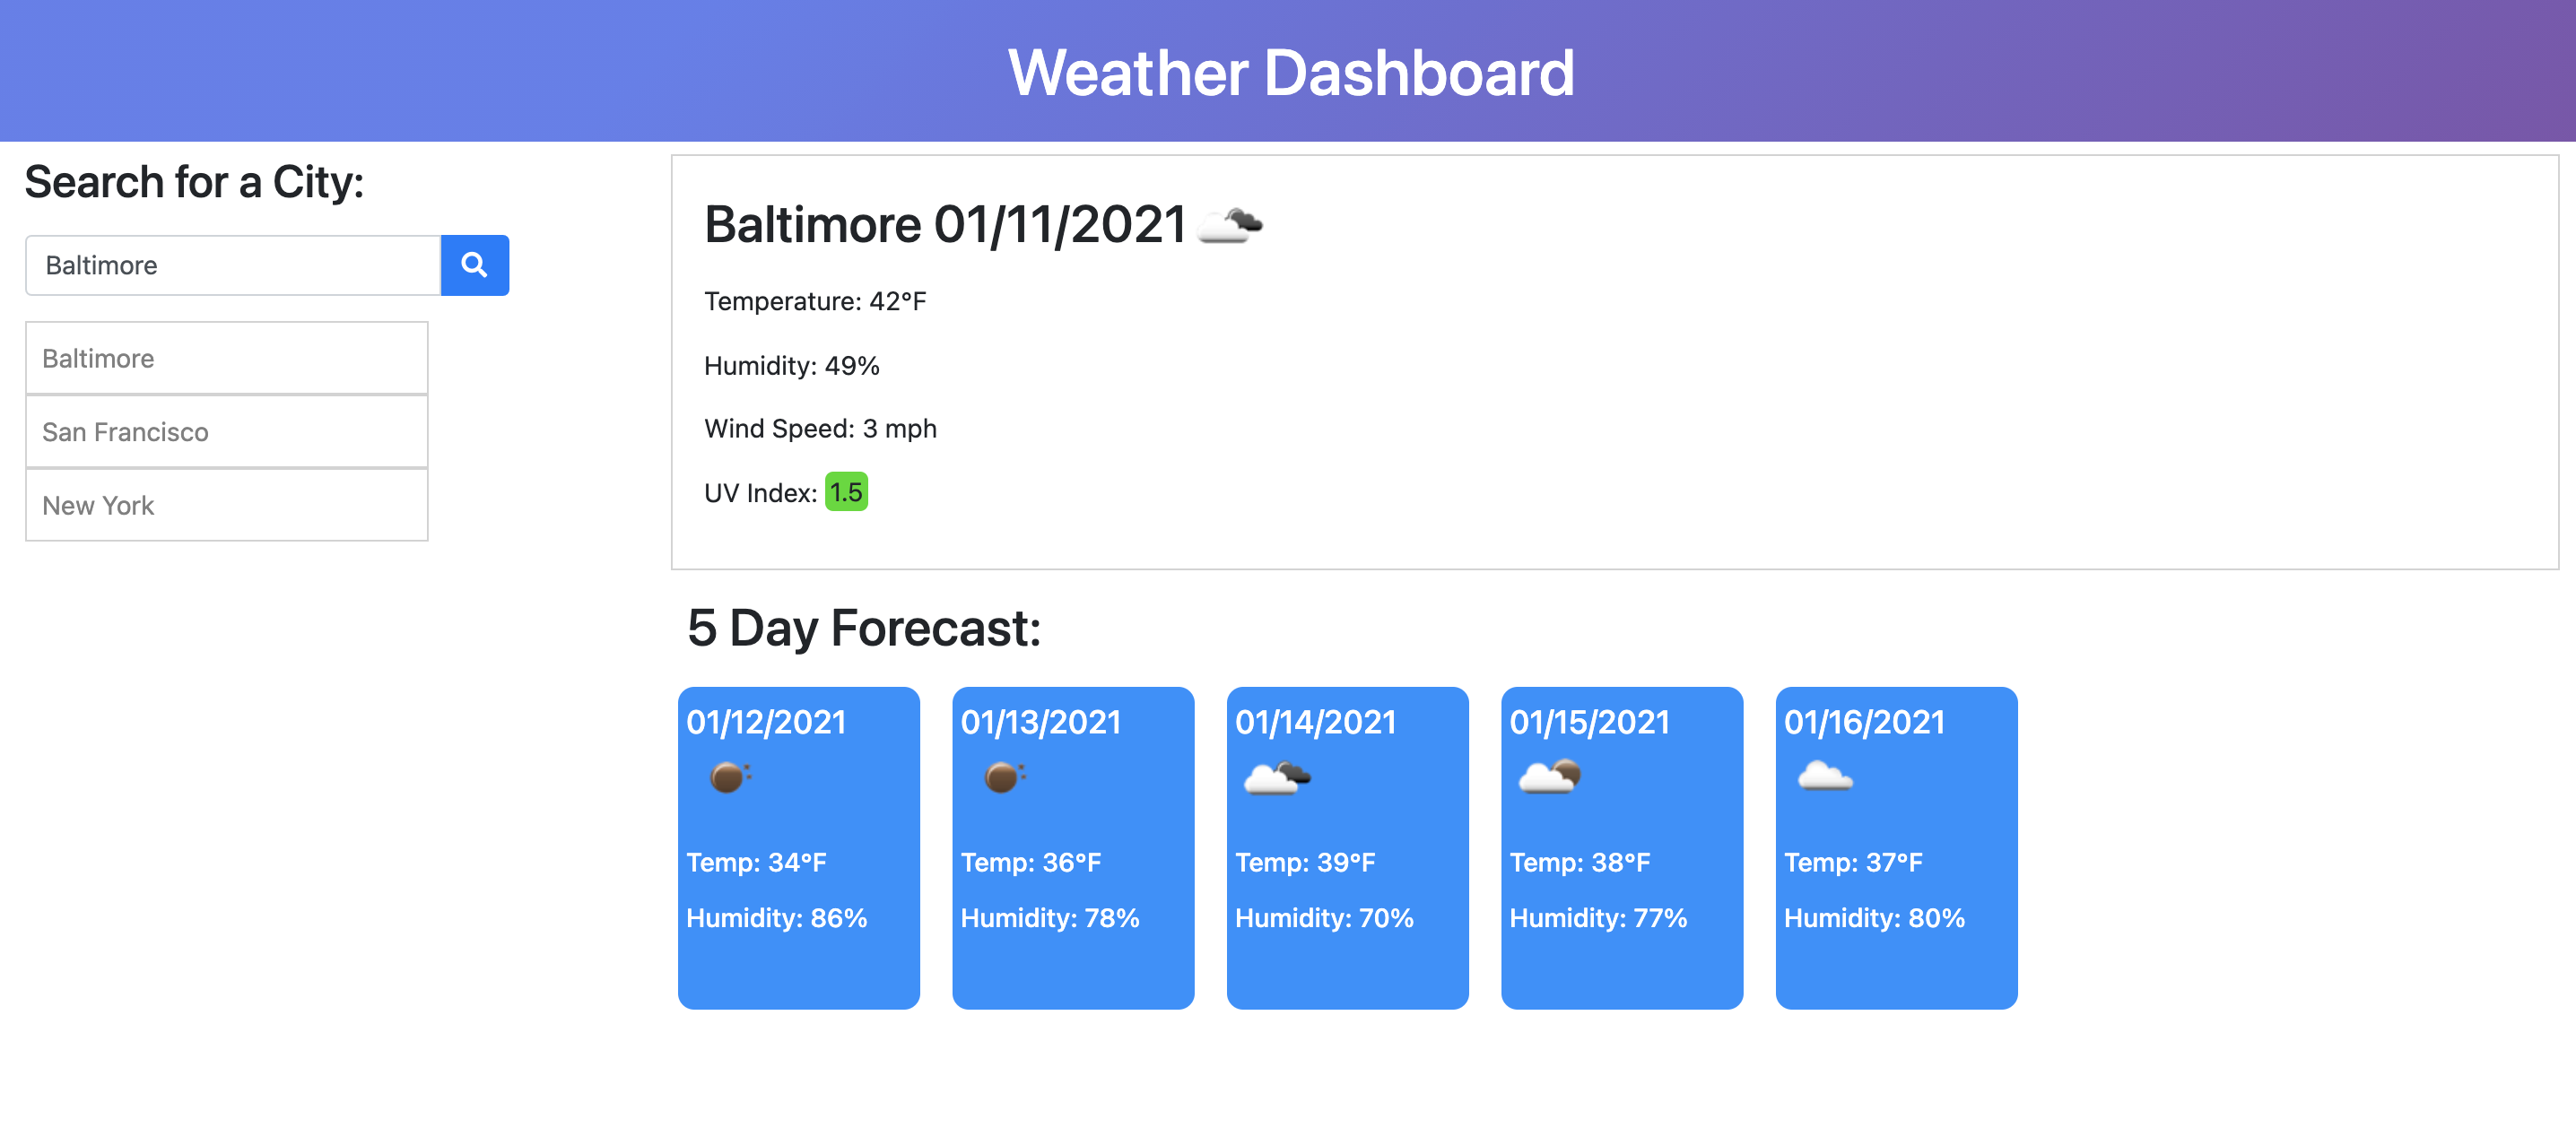 Weather Dashboard
Search for a City:
Baltimore
Baltimore
San Francisco
New York
Baltimore 01/11/2021
Temperature: 42°F
Humidity: 49%
Wind Speed: 3 mph
UV Index: 1.5
5 Day Forecast:
01/12/2021
Temp: 34°F
Humidity: 86%
01/13/2021
Temp: 36°F
Humidity: 78%
01/14/2021
Temp: 39°F
Humidity: 70%
01/15/2021
Temp: 38°F
Humidity: 77%
01/16/2021
Temp: 37°F
Humidity: 80%